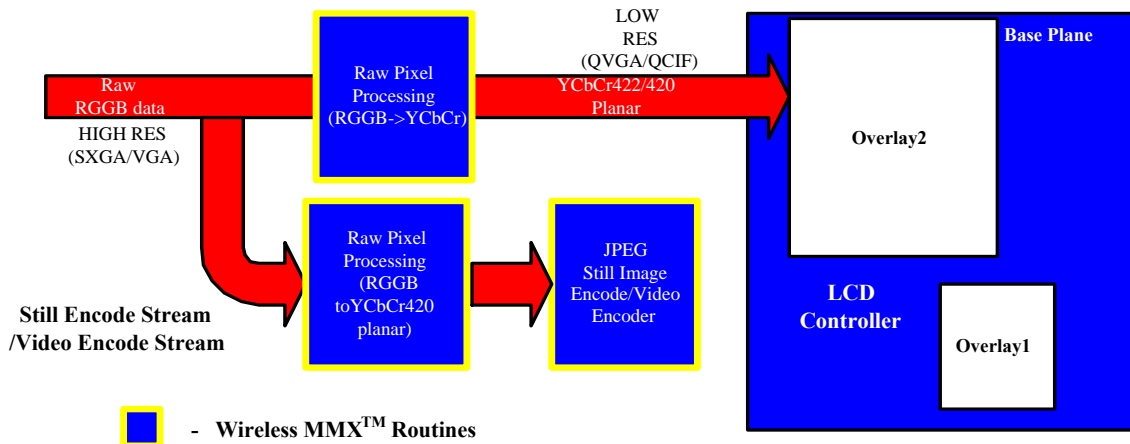 LOW
RES
(QVGA/QCIF)
Base Plane
Raw
RGGB data
HIGH RES
(SXGA/VGA)
Raw Pixel
Processing
(RGGB->YCbCr)
YCbCr422/420
Planar
Overlay2
Raw Pixel
Processing
(RGGB
toYCbCr420
planar)
JPEG
Still Image
Encode/Video
Encoder
LCD
Controller
Overlay1
Still Encode Stream
/Video Encode Stream
- Wireless MMX™ Routines